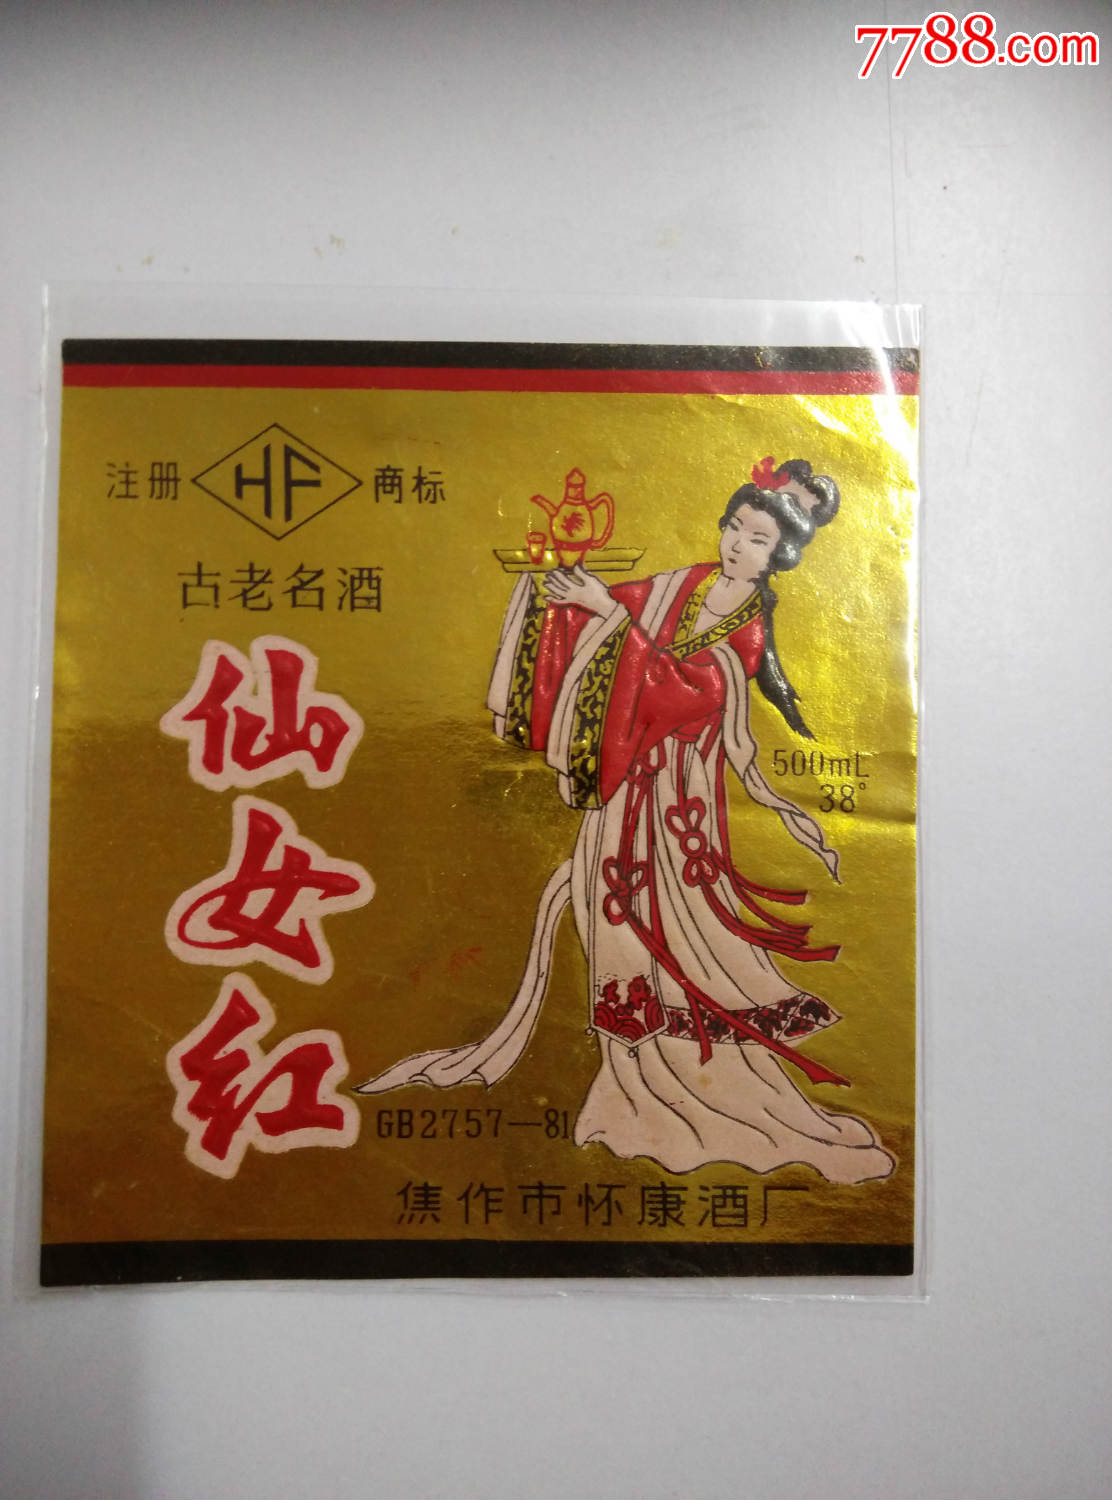 7788.com
注册 HF 商标
古老名酒
仙女红
500mL
38°
GB2757—81
焦作市怀康酒厂